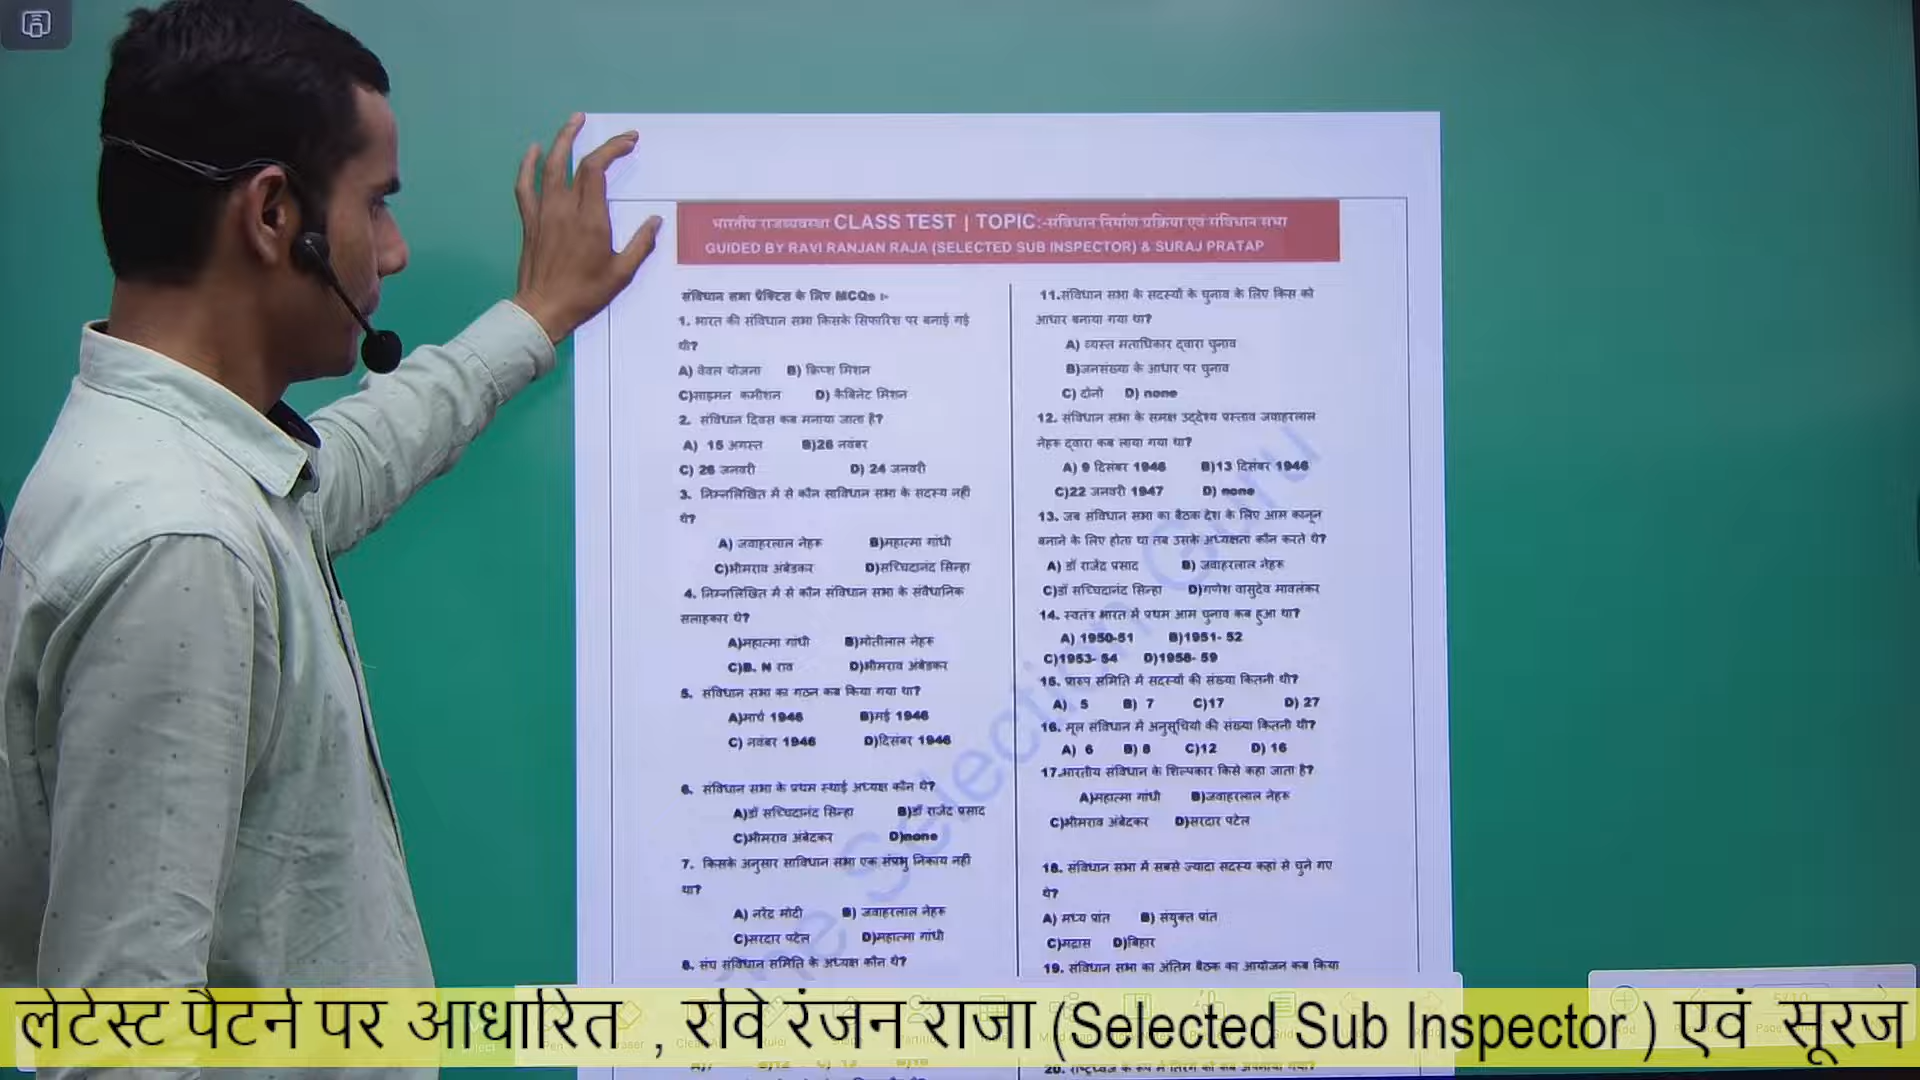 भारतीय राजव्यवस्था CLASS TEST | TOPIC:-संविधान निर्माण प्रक्रिया एवं संविधान सभा
GUIDED BY RAVI RANJAN RAJA (SELECTED SUB INSPECTOR) & SURAJ PRATAP
संविधान सभा प्रैक्टिस के लिए MCQs :-
1. भारत की संविधान सभा किसके सिफारिश पर बनाई गई
थी?
A) वेवल योजना B) क्रिप्श मिशन
C)साइमन कमीशन D) कैबिनेट मिशन
2. संविधान दिवस कब मनाया जाता है?
A) 15 अगस्त B)26 नवंबर
C) 26 जनवरी D) 24 जनवरी
3. निम्नलिखित में से कौन साविधान सभा के सदस्य नहीं
थे?
A) जवाहरलाल नेहरू B)महात्मा गांधी
C)भीमराव अंबेडकर D)सच्चिदानंद सिन्हा
4. निम्नलिखित में से कौन संविधान सभा के संवैधानिक
सलाहकार थे?
A)महात्मा गांधी B)मोतीलाल नेहरू
C)B. N राव D)भीमराव अंबेडकर
5. संविधान सभा का गठन कब किया गया था?
A)मार्च 1946 B)मई 1946
C) नवंबर 1946 D)दिसंबर 1946
6. संविधान सभा के प्रथम स्थाई अध्यक्ष कौन थे?
A)डॉ सच्चिदानंद सिन्हा B)डॉ राजेंद्र प्रसाद
C)भीमराव अंबेदकर D)none
7. किसके अनुसार साविधान सभा एक संप्रभु निकाय नहीं
था?
A) नरेंद्र मोदी B) जवाहरलाल नेहरू
C)सरदार पटेल D)महात्मा गांधी
8. संघ संविधान समिति के अध्यक्ष कौन थे?
11.संविधान सभा के सदस्यों के चुनाव के लिए किस को
आधार बनाया गया था?
A) व्यस्त मताधिकार द्वारा चुनाव
B)जनसंख्या के आधार पर चुनाव
C) दोनो D) none
12. संविधान सभा के समक्ष उद्देश्य प्रस्ताव जवाहरलाल
नेहरू द्वारा कब लाया गया था?
A) 9 दिसंबर 1946 B)13 दिसंबर 1946
C)22 जनवरी 1947 D) none
13. जब संविधान सभा का बैठक देश के लिए आम कानून
बनाने के लिए होता था तब उसके अध्यक्षता कौन करते थे?
A) डॉ राजेंद्र प्रसाद B) जवाहरलाल नेहरू
C)डॉ सच्चिदानंद सिन्हा D)गणेश वासुदेव मावलंकर
14. स्वतंत्र भारत में प्रथम आम चुनाव कब हुआ था?
A) 1950-51 B)1951- 52
C)1953- 54 D)1958- 59
15. प्रारूप समिति में सदस्यों की संख्या कितनी थी?
A) 5 B) 7 C)17 D) 27
16. मूल संविधान में अनुसूचियों की संख्या कितनी थी?
A) 6 B) 8 C)12 D) 16
17.भारतीय संविधान के शिल्पकार किसे कहा जाता है?
A)महात्मा गांधी B)जवाहरलाल नेहरू
C)भीमराव अंबेदकर D)सरदार पटेल
18. संविधान सभा में सबसे ज्यादा सदस्य कहां से चुने गए
थे?
A) मध्य प्रांत B) संयुक्त प्रांत
C)मद्रास D)बिहार
19. संविधान सभा का अंतिम बैठक का आयोजन कब किया
The Selection Guru
लेटेस्ट पैटर्न पर आधारित , रवि रंजन राजा (Selected Sub Inspector ) एवं सूरज